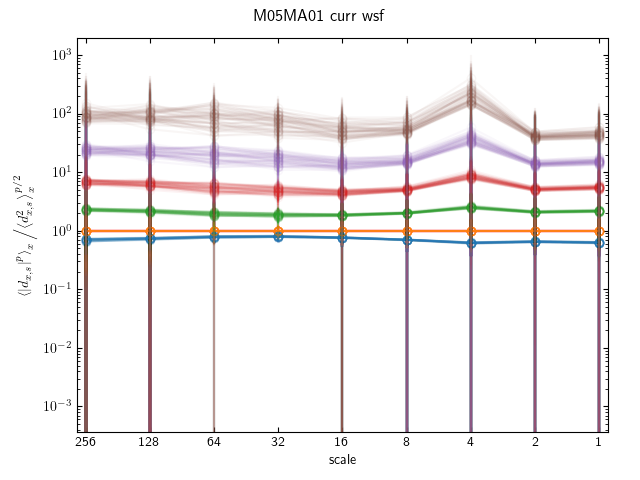 M05MA01 curr wsf
10³
10²
10¹
10⁰
10⁻¹
10⁻²
10⁻³
⟨|d_{x,s}|^p⟩_x / ⟨d²_{x,s}⟩_x^{p/2}
256 128 64 32 16 8 4 2 1
scale